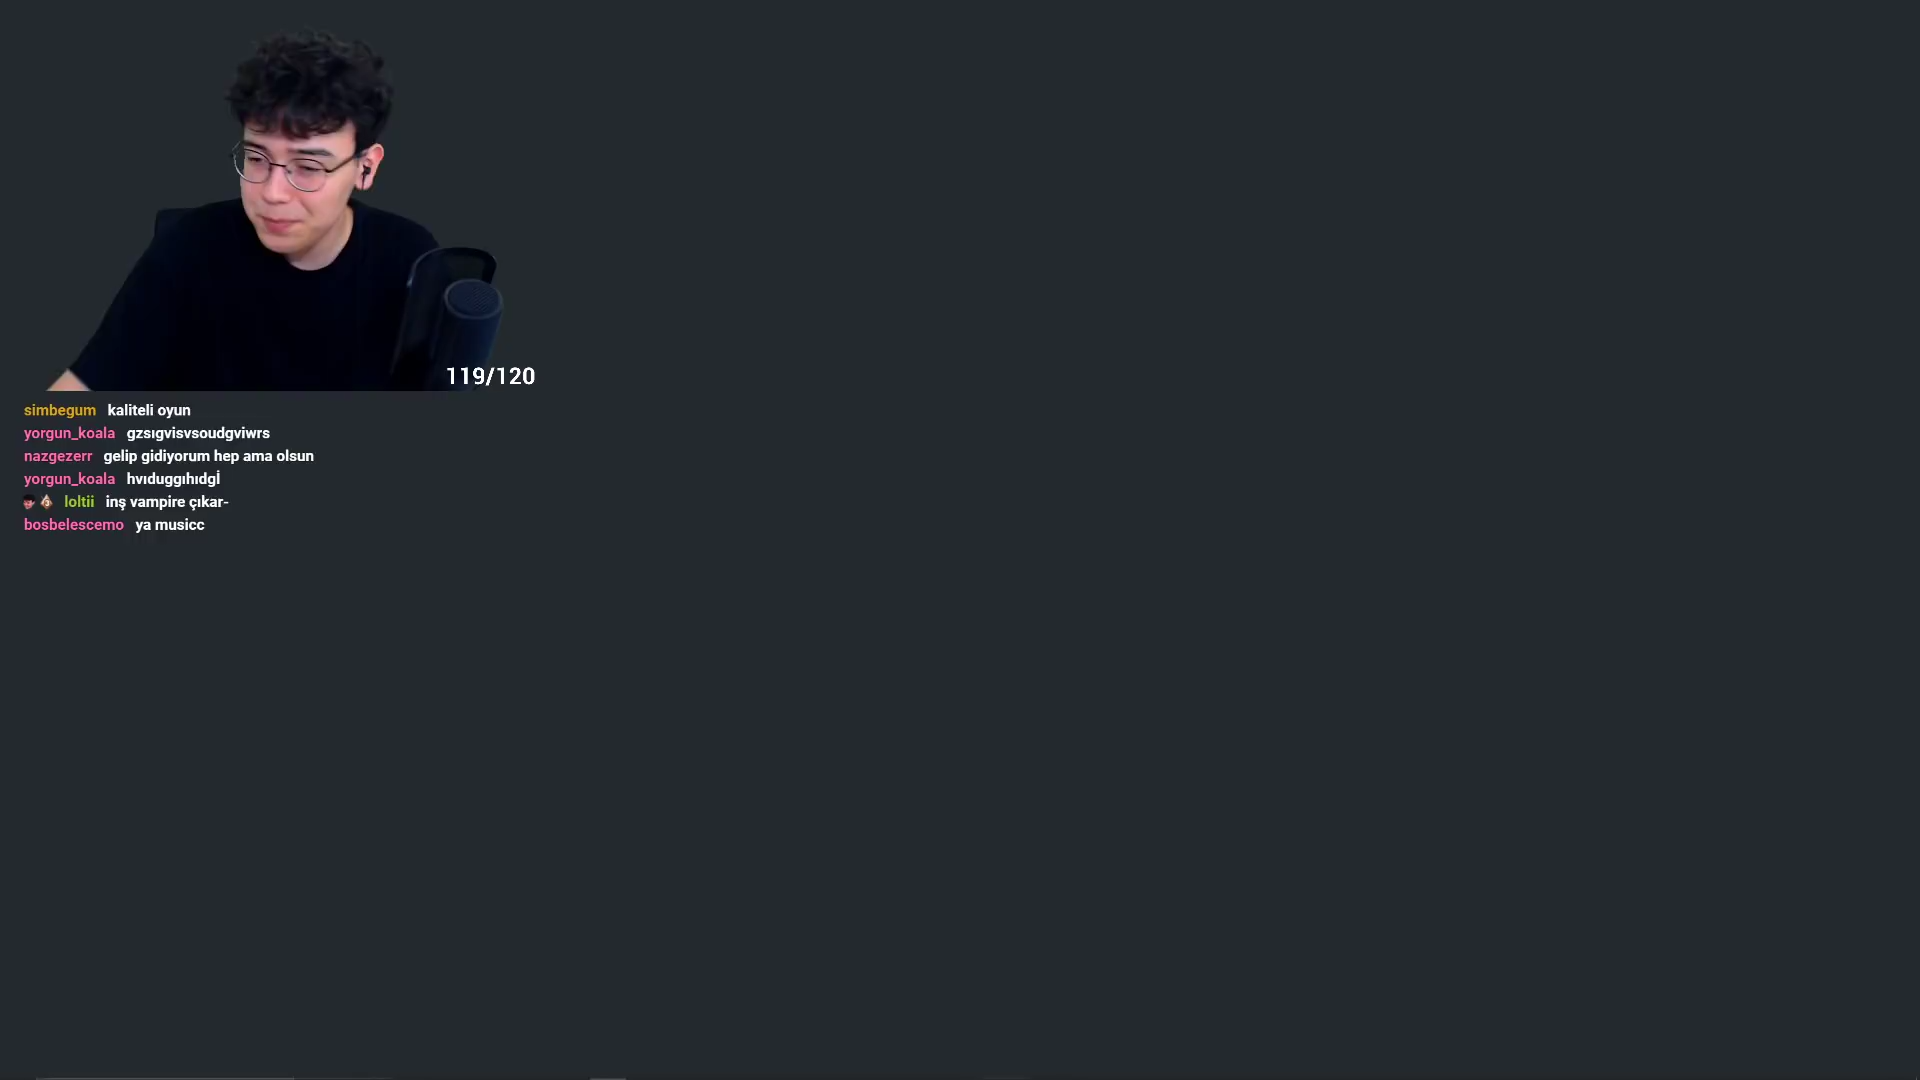 119/120
simbegum kaliteli oyun
yorgun_koala gzsıgvisvsoudgviwrs
nazgezerr gelip gidiyorum hep ama olsun
yorgun_koala hvıduggıhıdgİ
loltii inş vampire çıkar-
bosbelescemo ya musicc